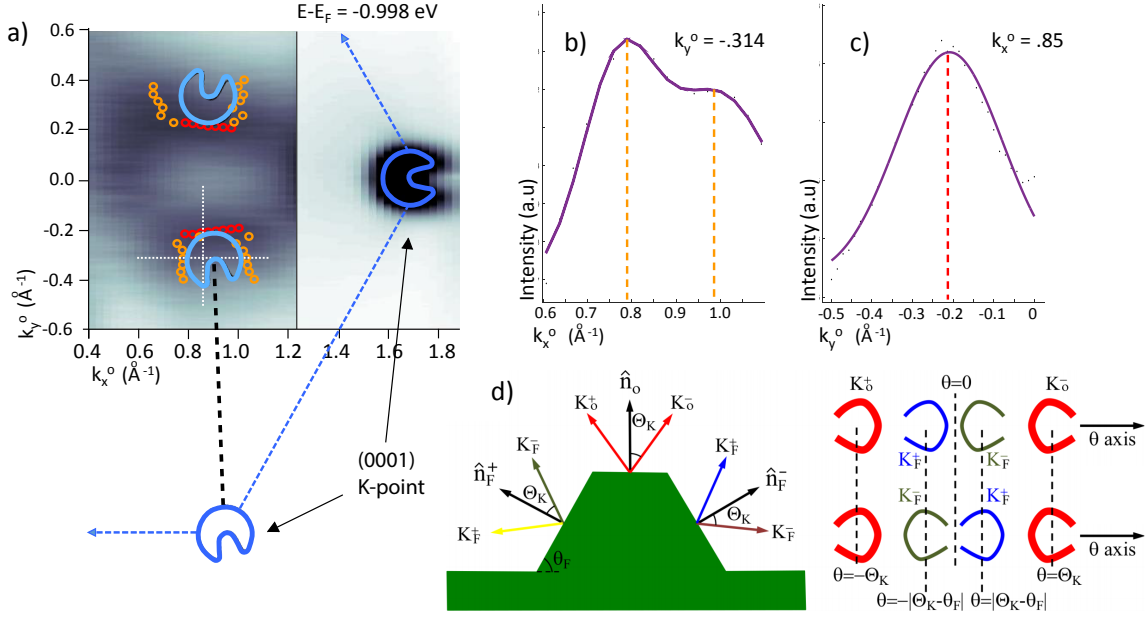 a)
E-E_F = -0.998 eV
0.6
0.4
0.2
0.0
-0.2
-0.4
-0.6
k_y^o (Å^-1)
0.4 0.6 0.8 1.0 1.2 1.4 1.6 1.8
k_x^o (Å^-1)
(0001)
K-point
b)
k_y^o = -.314
Intensity (a.u)
0.6 0.7 0.8 0.9 1.0
k_x^o (Å^-1)
c)
k_x^o = .85
Intensity (a.u)
-0.5 -0.4 -0.3 -0.2 -0.1 0
k_y^o (Å^-1)
d)
n̂_o
K_o^+ K_o^-
Θ_K
K_F^- K_F^+
n̂_F^+ n̂_F^-
Θ_K Θ_K
K_F^+ K_F^-
θ_F
K_o^+ θ=0 K_o^-
θ axis
K_F^+ K_F^-
K_F^- K_F^+
θ axis
θ=-Θ_K θ=Θ_K
θ=-|Θ_K-θ_F| θ=|Θ_K-θ_F|